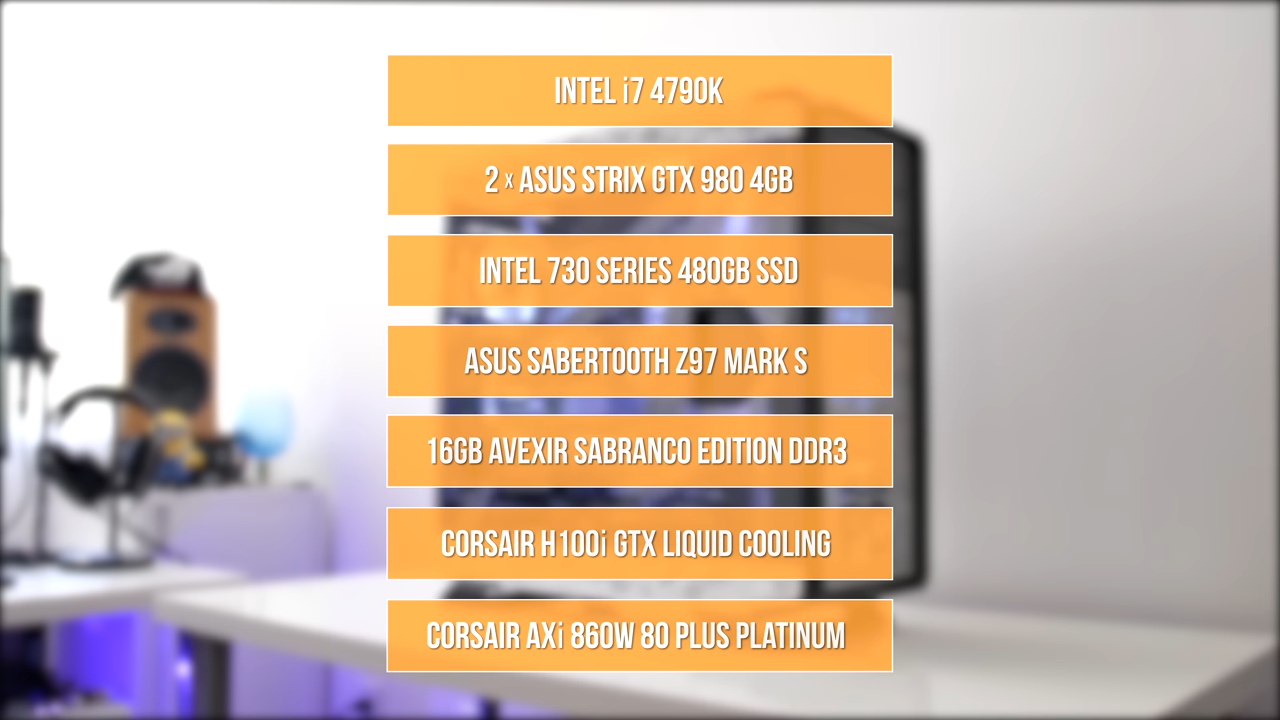 INTEL i7 4790K
2 x ASUS STRIX GTX 980 4GB
INTEL 730 SERIES 480GB SSD
ASUS SABERTOOTH Z97 MARK S
16GB AVEXIR SABRANCO EDITION DDR3
CORSAIR H100i GTX LIQUID COOLING
CORSAIR AXi 860W 80 PLUS PLATINUM